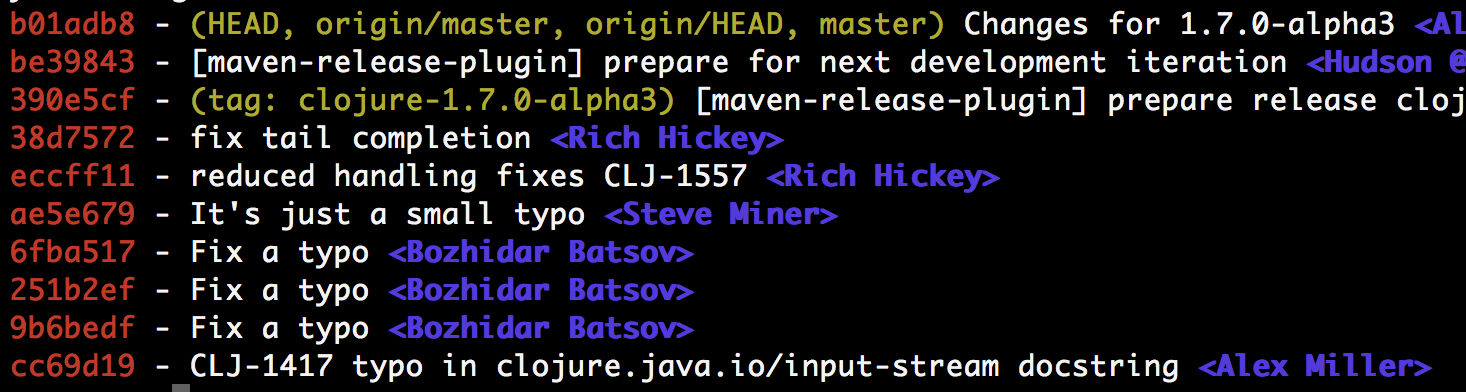 b01adb8 - (HEAD, origin/master, origin/HEAD, master) Changes for 1.7.0-alpha3 <Al
be39843 - [maven-release-plugin] prepare for next development iteration <Hudson @
390e5cf - (tag: clojure-1.7.0-alpha3) [maven-release-plugin] prepare release cloj
38d7572 - fix tail completion <Rich Hickey>
eccff11 - reduced handling fixes CLJ-1557 <Rich Hickey>
ae5e679 - It's just a small typo <Steve Miner>
6fba517 - Fix a typo <Bozhidar Batsov>
251b2ef - Fix a typo <Bozhidar Batsov>
9b6bedf - Fix a typo <Bozhidar Batsov>
cc69d19 - CLJ-1417 typo in clojure.java.io/input-stream docstring <Alex Miller>